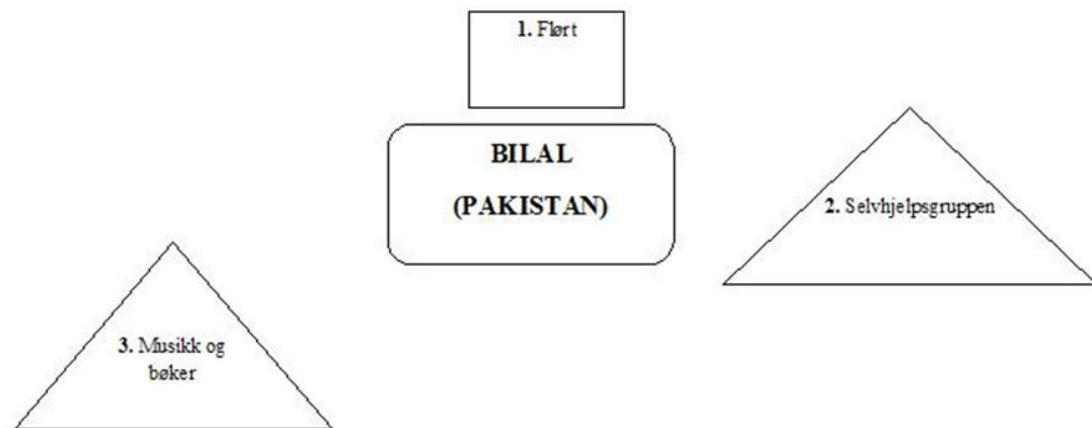 1. Flørt
BILAL
(PAKISTAN)
2. Selvhjelpsgruppen
3. Musikk og
bøker